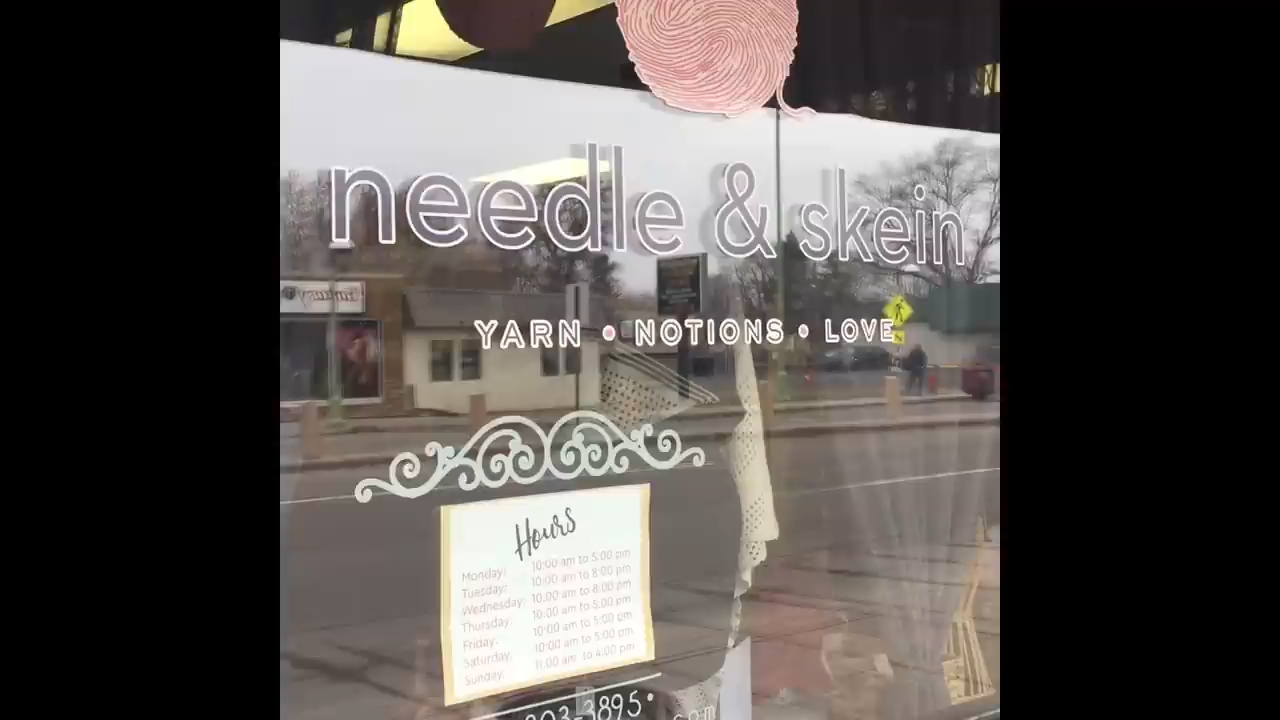 needle & skein
YARN • NOTIONS • LOVE
Hours
Monday: 10:00 am to 5:00 pm
Tuesday: 10:00 am to 8:00 pm
Wednesday: 10:00 am to 8:00 pm
Thursday: 10:00 am to 5:00 pm
Friday: 10:00 am to 5:00 pm
Saturday: 10:00 am to 5:00 pm
Sunday: 11:00 am to 4:00 pm
3895